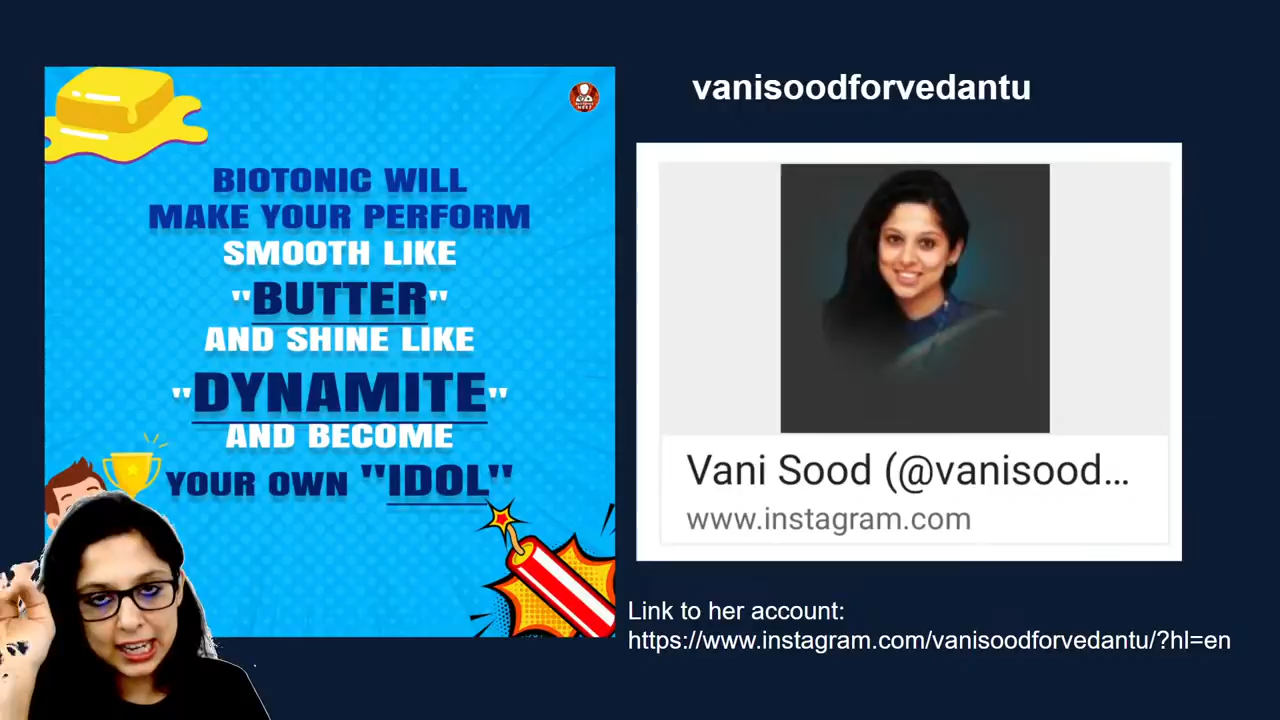 BIOTONIC WILL
MAKE YOUR PERFORM
SMOOTH LIKE
"BUTTER"
AND SHINE LIKE
"DYNAMITE"
AND BECOME
YOUR OWN "IDOL"
vanisoodforvedantu
Vani Sood (@vanisood...
www.instagram.com
Link to her account:
https://www.instagram.com/vanisoodforvedantu/?hl=en